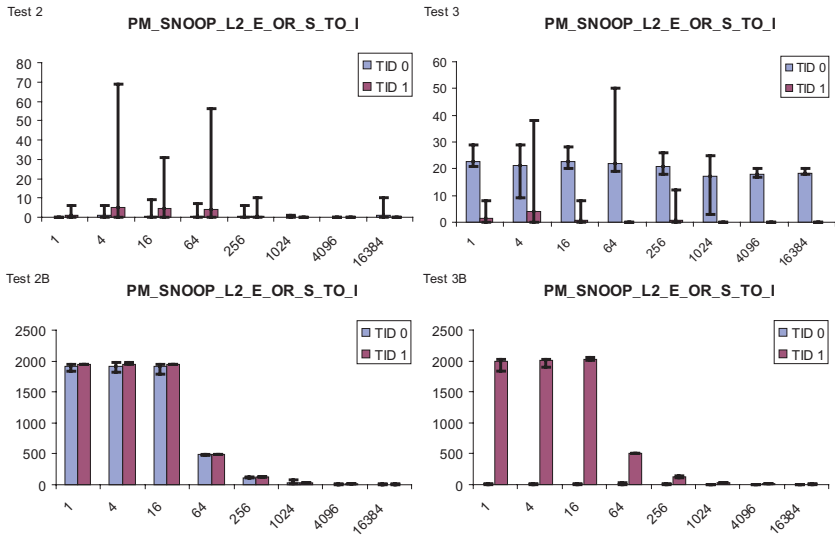 Test 2
PM_SNOOP_L2_E_OR_S_TO_I
80
70
60
50
40
30
20
10
0
1 4 16 64 256 1024 4096 16384
TID 0
TID 1
Test 3
PM_SNOOP_L2_E_OR_S_TO_I
60
50
40
30
20
10
0
1 4 16 64 256 1024 4096 16384
TID 0
TID 1
Test 2B
PM_SNOOP_L2_E_OR_S_TO_I
2500
2000
1500
1000
500
0
1 4 16 64 256 1024 4096 16384
TID 0
TID 1
Test 3B
PM_SNOOP_L2_E_OR_S_TO_I
2500
2000
1500
1000
500
0
1 4 16 64 256 1024 4096 16384
TID 0
TID 1